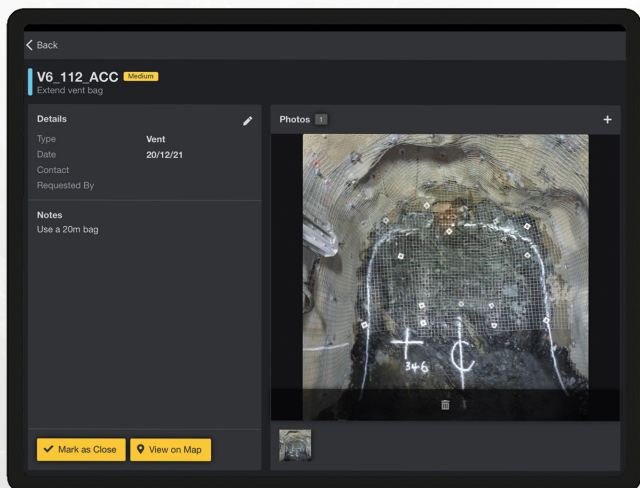 Back
V6_112_ACC Medium
Extend vent bag
Details
Type Vent
Date 20/12/21
Contact
Requested By
Notes
Use a 20m bag
Mark as Close
View on Map
Photos 1
+
346